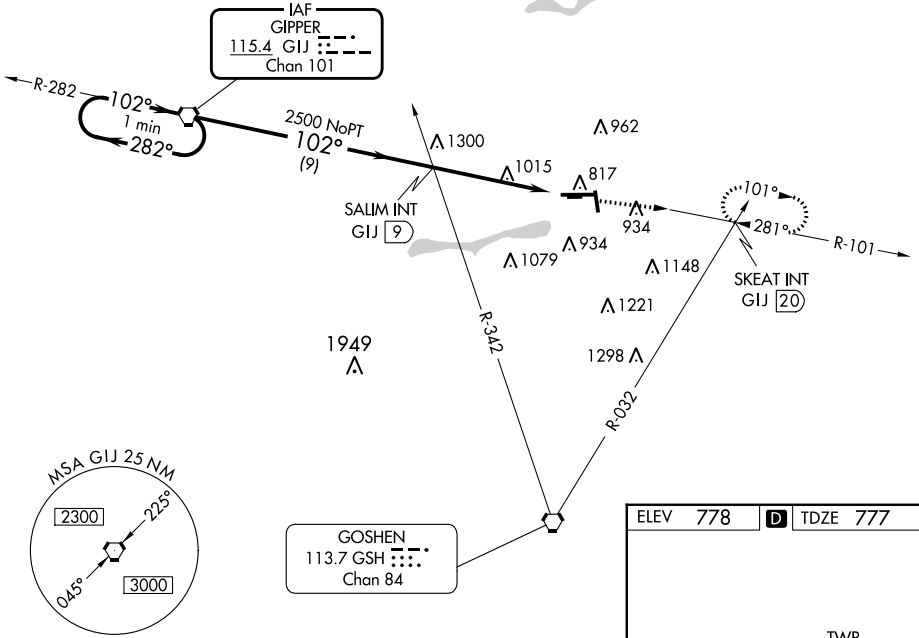 IAF
GIPPER
115.4 GIJ
Chan 101
R-282
102°
1 min
282°
2500 NoPT
102°
(9)
1300
962
1015
817
SALIM INT
GIJ 9
934
934
1079
1148
1221
1298
101°
281°
R-101
SKEAT INT
GIJ 20
R-342
R-032
1949
MSA GIJ 25 NM
2300
225°
045°
3000
GOSHEN
113.7 GSH
Chan 84
ELEV 778 D TDZE 777
TWR